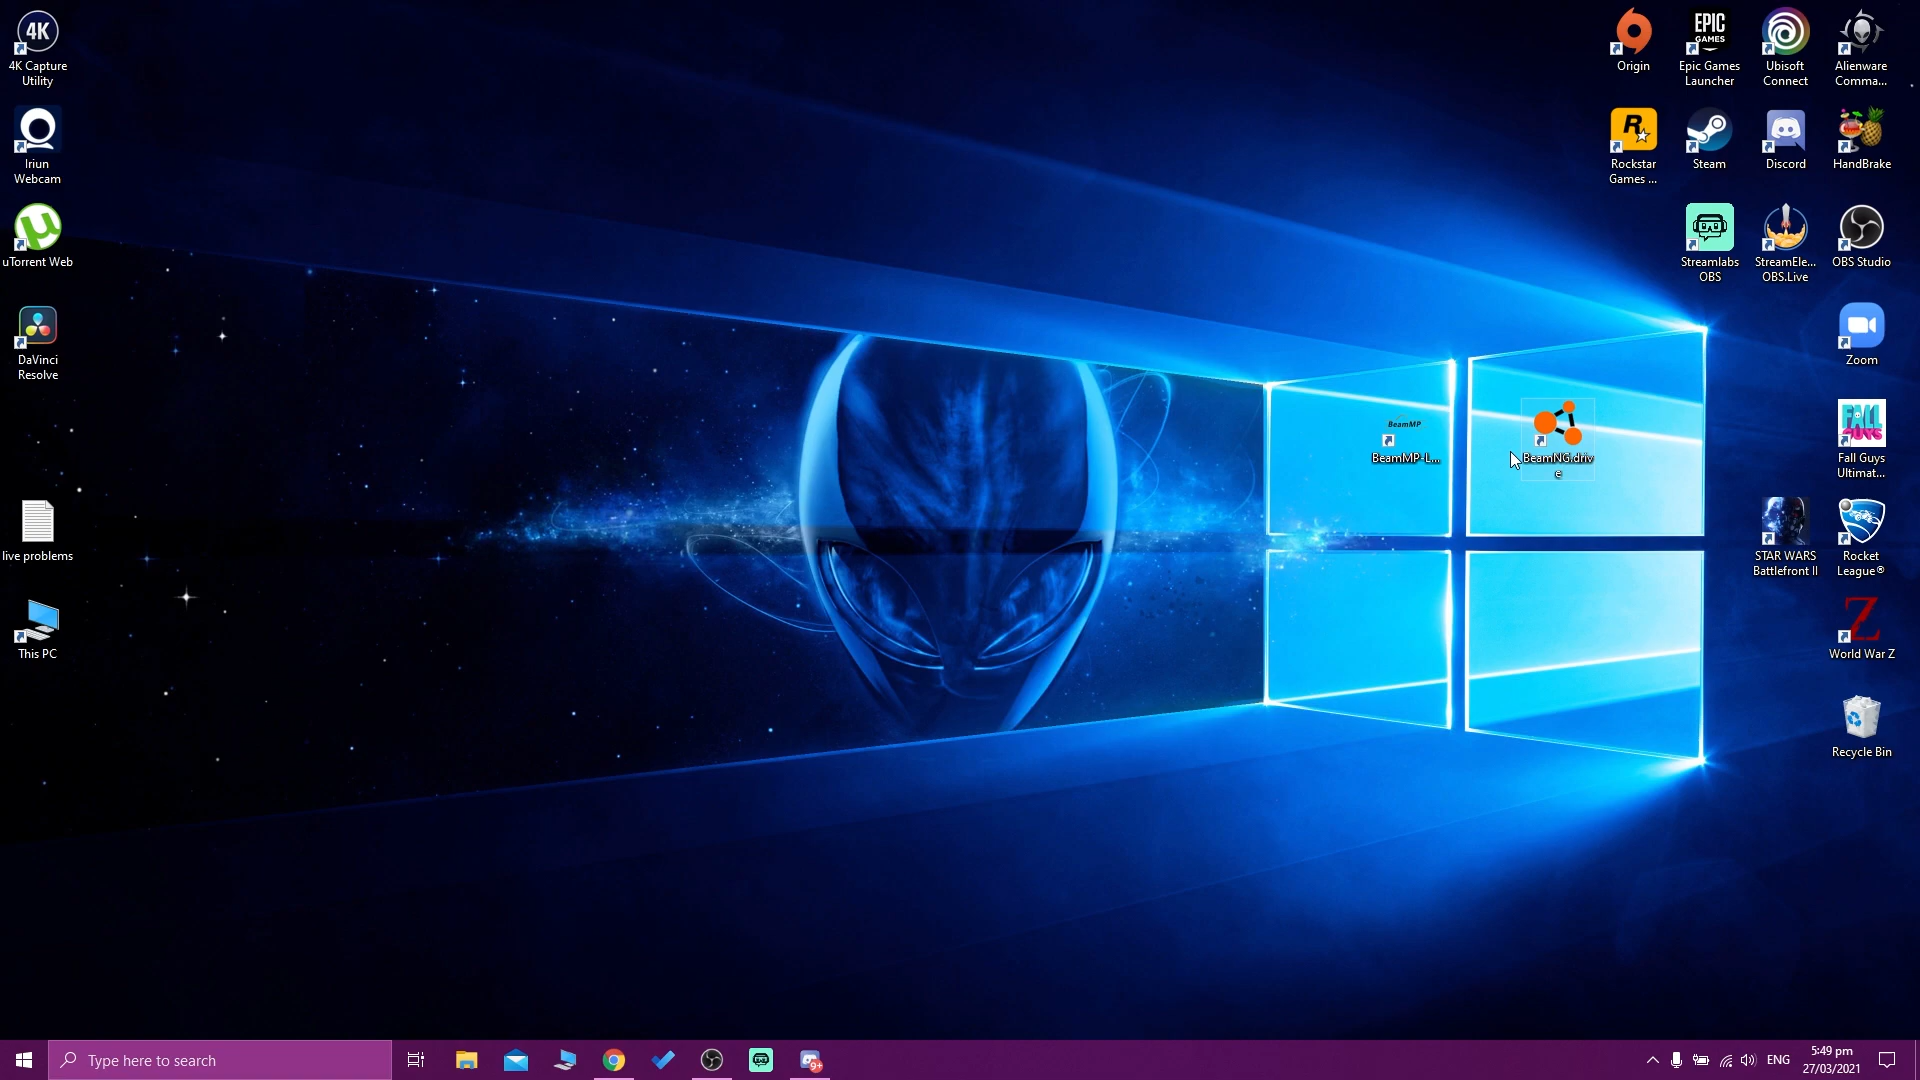 4K
4K Capture
Utility
Iriun
Webcam
µ
uTorrent Web
DaVinci
Resolve
live problems
This PC
Origin
EPIC
GAMES
Epic Games
Launcher
Ubisoft
Connect
Alienware
Comma...
R
Rockstar
Games ...
Steam
Discord
HandBrake
Streamlabs
OBS
StreamEle...
OBS.Live
OBS Studio
Zoom
BeamMP
BeamMP-L...
BeamNG.driv
e
FALL
GUYS
Fall Guys
Ultimat...
STAR WARS
Battlefront II
Rocket
League®
Z
World War Z
Recycle Bin
Type here to search
9+
ENG
5:49 pm
27/03/2021